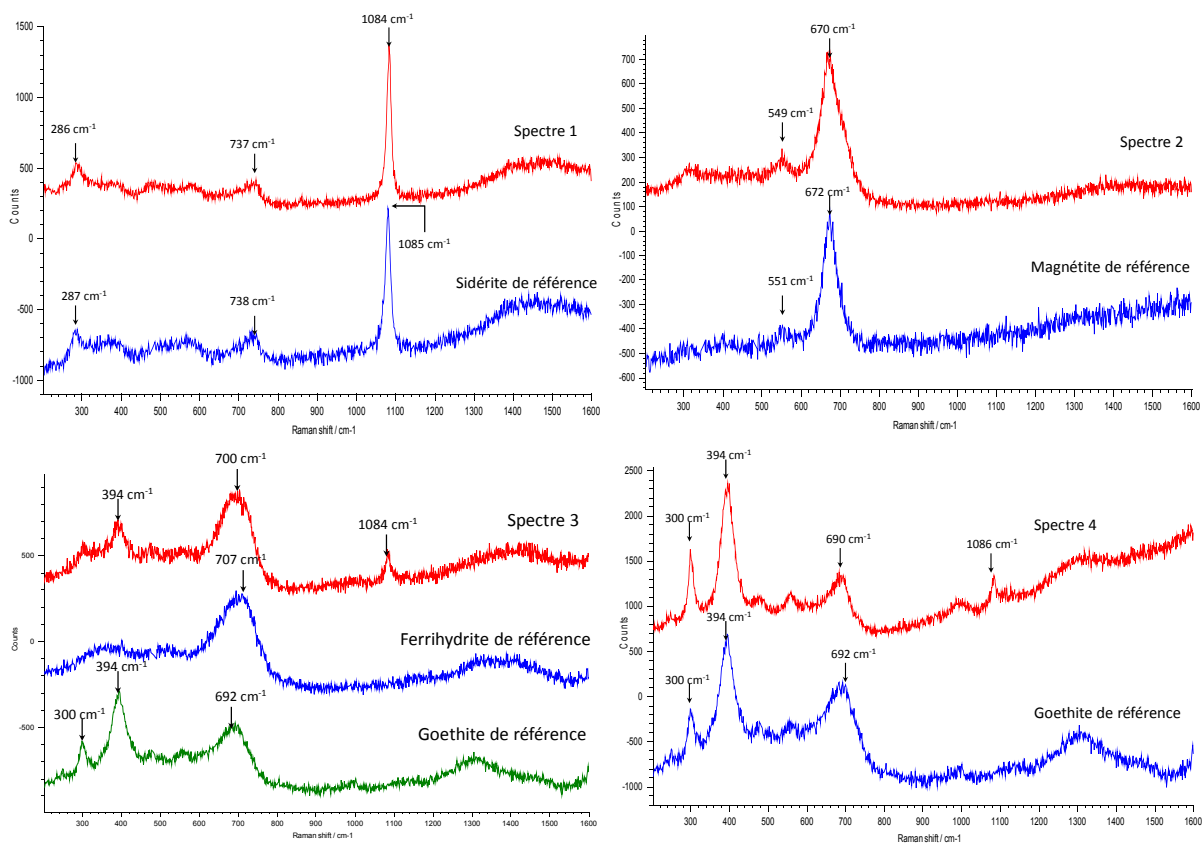 1500
1000
500
0
-500
-1000
Counts
1084 cm-1
286 cm-1
737 cm-1
Spectre 1
1085 cm-1
Sidérite de référence
287 cm-1
738 cm-1
300 400 500 600 700 800 900 1000 1100 1200 1300 1400 1500 1600
Raman shift / cm-1
700
600
500
400
300
200
100
0
-100
-200
-300
-400
-500
-600
Counts
670 cm-1
549 cm-1
Spectre 2
672 cm-1
Magnétite de référence
551 cm-1
300 400 500 600 700 800 900 1000 1100 1200 1300 1400 1500 1600
Raman shift / cm-1
500
0
-500
Counts
700 cm-1
394 cm-1
Spectre 3
1084 cm-1
707 cm-1
Ferrihydrite de référence
394 cm-1
300 cm-1
692 cm-1
Goethite de référence
300 400 500 600 700 800 900 1000 1100 1200 1300 1400 1500 1600
Raman shift / cm-1
2500
2000
1500
1000
500
0
-500
-1000
Counts
394 cm-1
300 cm-1
Spectre 4
690 cm-1
1086 cm-1
394 cm-1
300 cm-1
692 cm-1
Goethite de référence
300 400 500 600 700 800 900 1000 1100 1200 1300 1400 1500 1600
Raman shift / cm-1